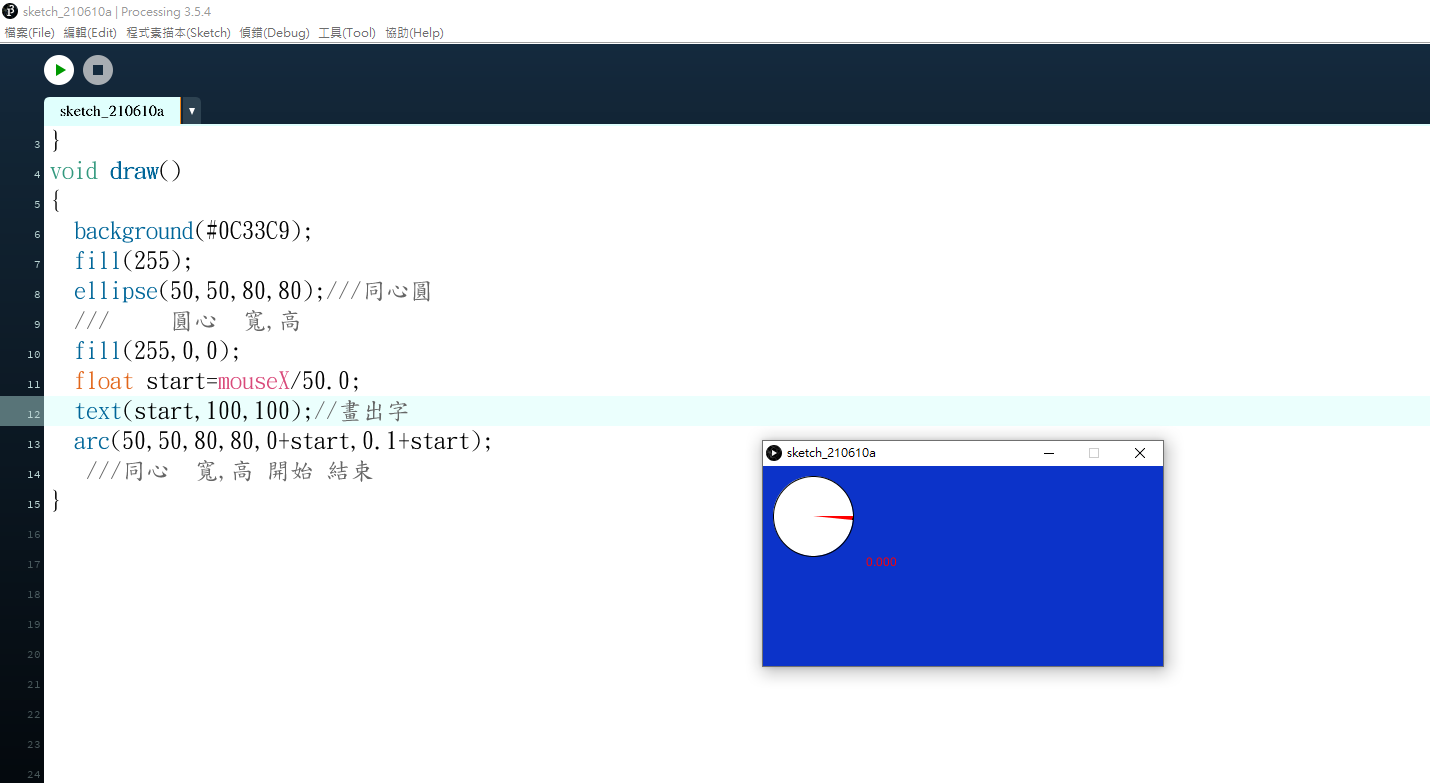 sketch_210610a | Processing 3.5.4
檔案(File) 編輯(Edit) 程式素描本(Sketch) 偵錯(Debug) 工具(Tool) 協助(Help)
sketch_210610a ▼
3 }
4 void draw()
5 {
6   background(#0C33C9);
7   fill(255);
8   ellipse(50,50,80,80);///同心圓
9   ///     圓心  寬,高
10   fill(255,0,0);
11   float start=mouseX/50.0;
12   text(start,100,100);//畫出字
13   arc(50,50,80,80,0+start,0.1+start);
14    ///同心  寬,高 開始 結束
15 }
16
17
18
19
20
21
22
23
24
sketch_210610a
0.000